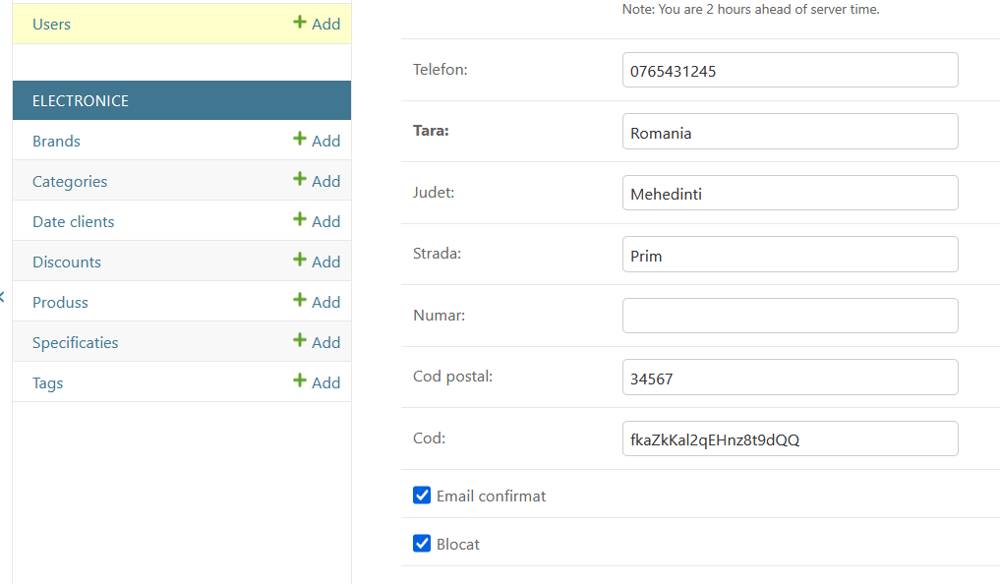 Users
Add
ELECTRONICE
Brands
Add
Categories
Add
Date clients
Add
Discounts
Add
Produss
Add
Specificaties
Add
Tags
Add
Note: You are 2 hours ahead of server time.
Telefon:
0765431245
Tara:
Romania
Judet:
Mehedinti
Strada:
Prim
Numar:
Cod postal:
34567
Cod:
fkaZkKal2qEHnz8t9dQQ
Email confirmat
Blocat